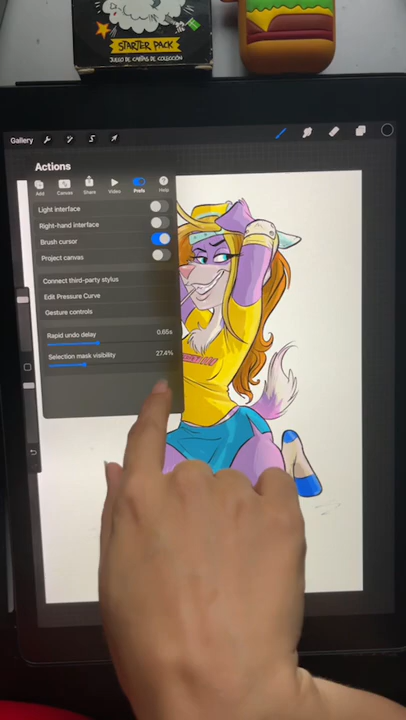 STARTER PACK
JUEGO DE CARTAS DE COLECCIÓN
Gallery
Actions
Add
Canvas
Share
Video
Prefs
Help
Light interface
Right-hand interface
Brush cursor
Project canvas
Connect third-party stylus
Edit Pressure Curve
Gesture controls
Rapid undo delay 0.65s
Selection mask visibility 27.4%